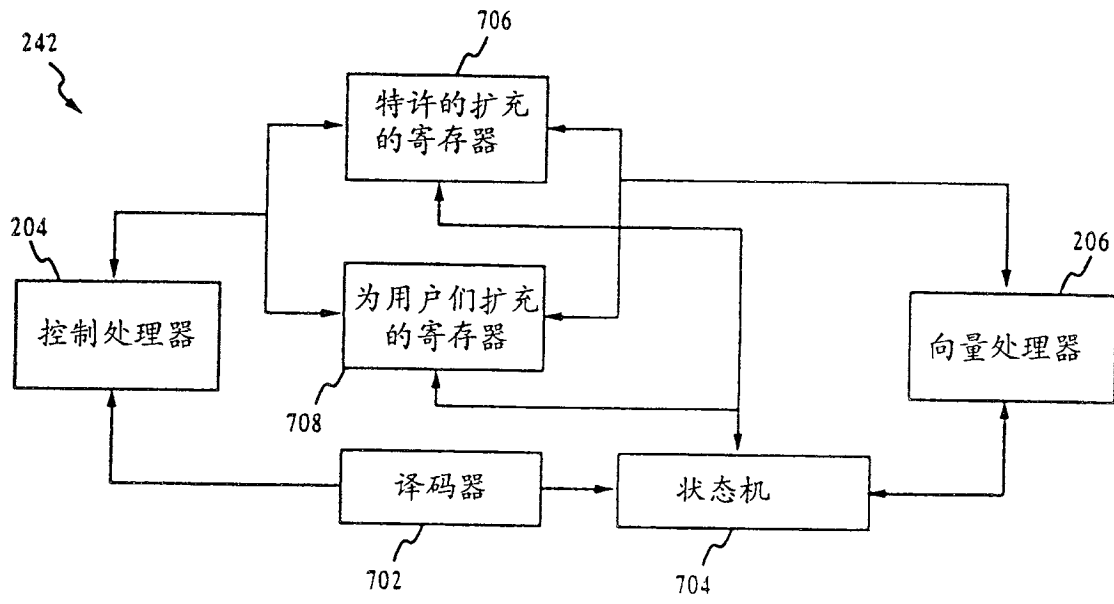 706
242
特许的扩充
的寄存器
204
206
控制处理器
为用户们扩充
的寄存器
向量处理器
708
译码器
状态机
702
704